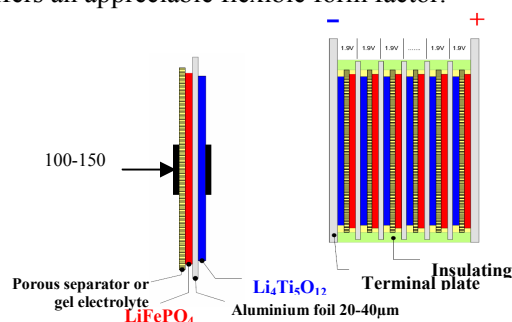 ffers an appreciable flexible form factor.
– +
1.9V 1.9V 1.9V ...... 1.9V 1.9V
100-150
Porous separator or
gel electrolyte
LiFePO₄
Li₄Ti₅O₁₂
Aluminium foil 20-40µm
Insulating
Terminal plate